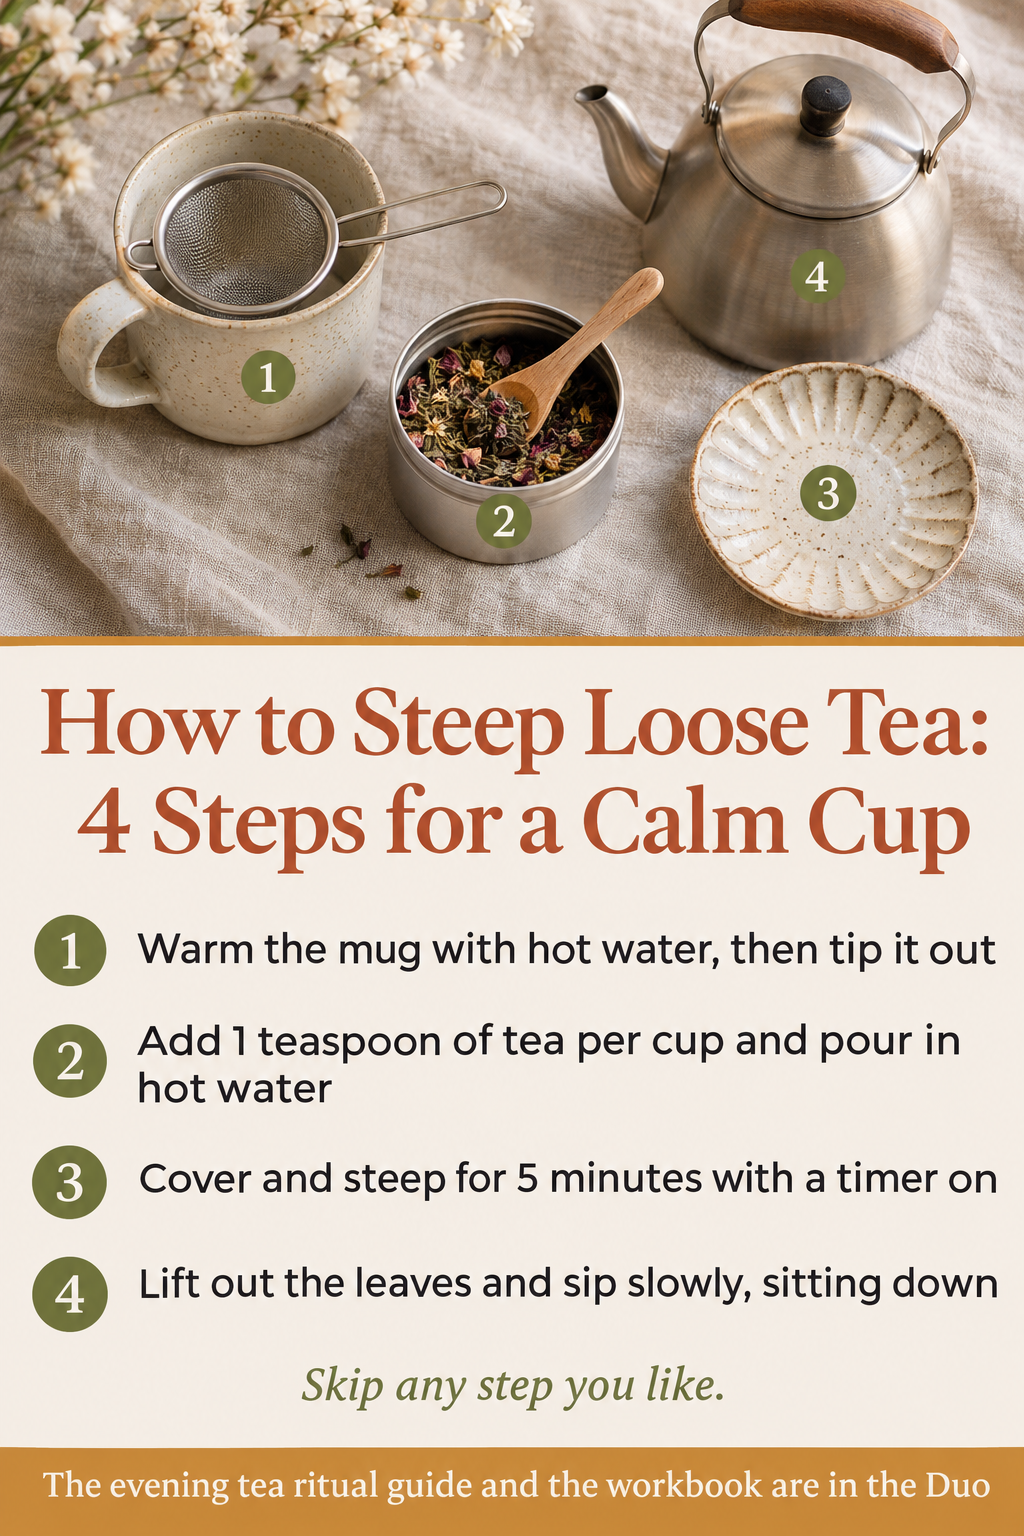 1
2
3
4
How to Steep Loose Tea:
4 Steps for a Calm Cup
1 Warm the mug with hot water, then tip it out
2 Add 1 teaspoon of tea per cup and pour in
hot water
3 Cover and steep for 5 minutes with a timer on
4 Lift out the leaves and sip slowly, sitting down
Skip any step you like.
The evening tea ritual guide and the workbook are in the Duo